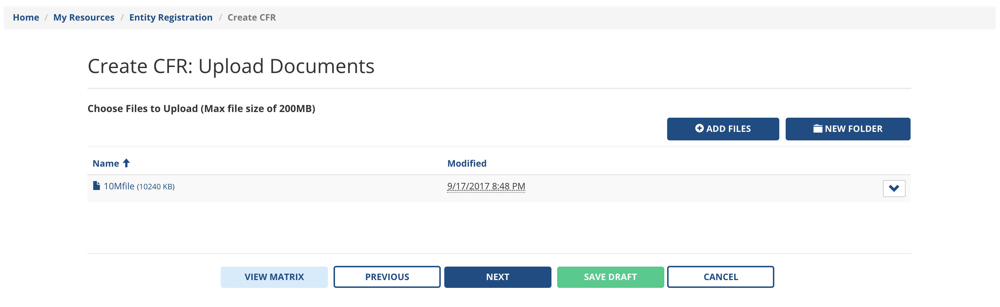 Home / My Resources / Entity Registration / Create CFR
Create CFR: Upload Documents
Choose Files to Upload (Max file size of 200MB)
ADD FILES NEW FOLDER
Name Modified
10Mfile (10240 KB) 9/17/2017 8:48 PM
VIEW MATRIX PREVIOUS NEXT SAVE DRAFT CANCEL